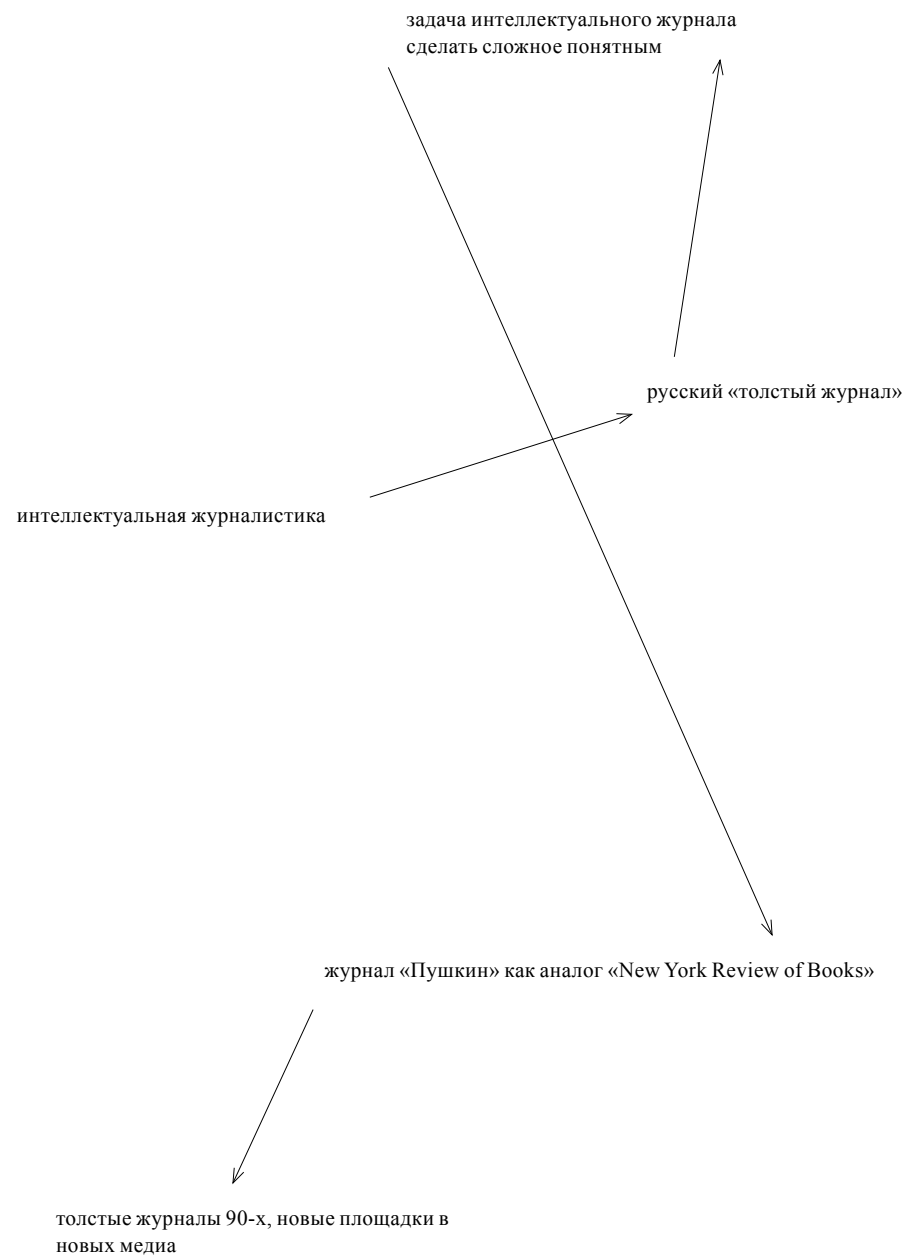 задача интеллектуального журнала
сделать сложное понятным
русский «толстый журнал»
интеллектуальная журналистика
журнал «Пушкин» как аналог «New York Review of Books»
толстые журналы 90-х, новые площадки в
новых медиа